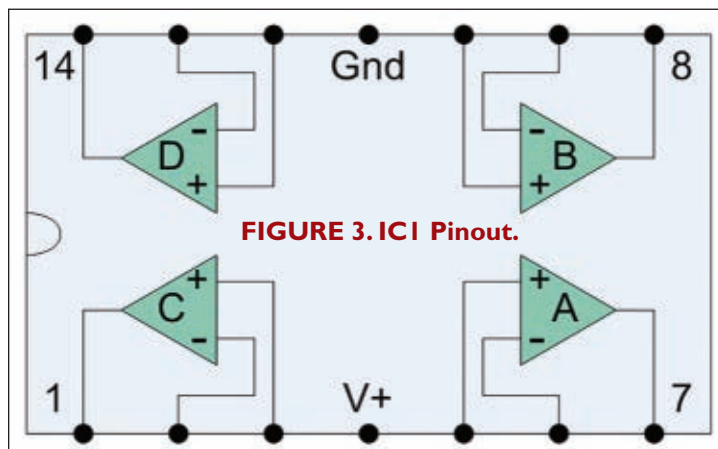 14 Gnd 8
- -
D B
+ +
FIGURE 3. IC1 Pinout.
+ +
C A
- -
1 V+ 7